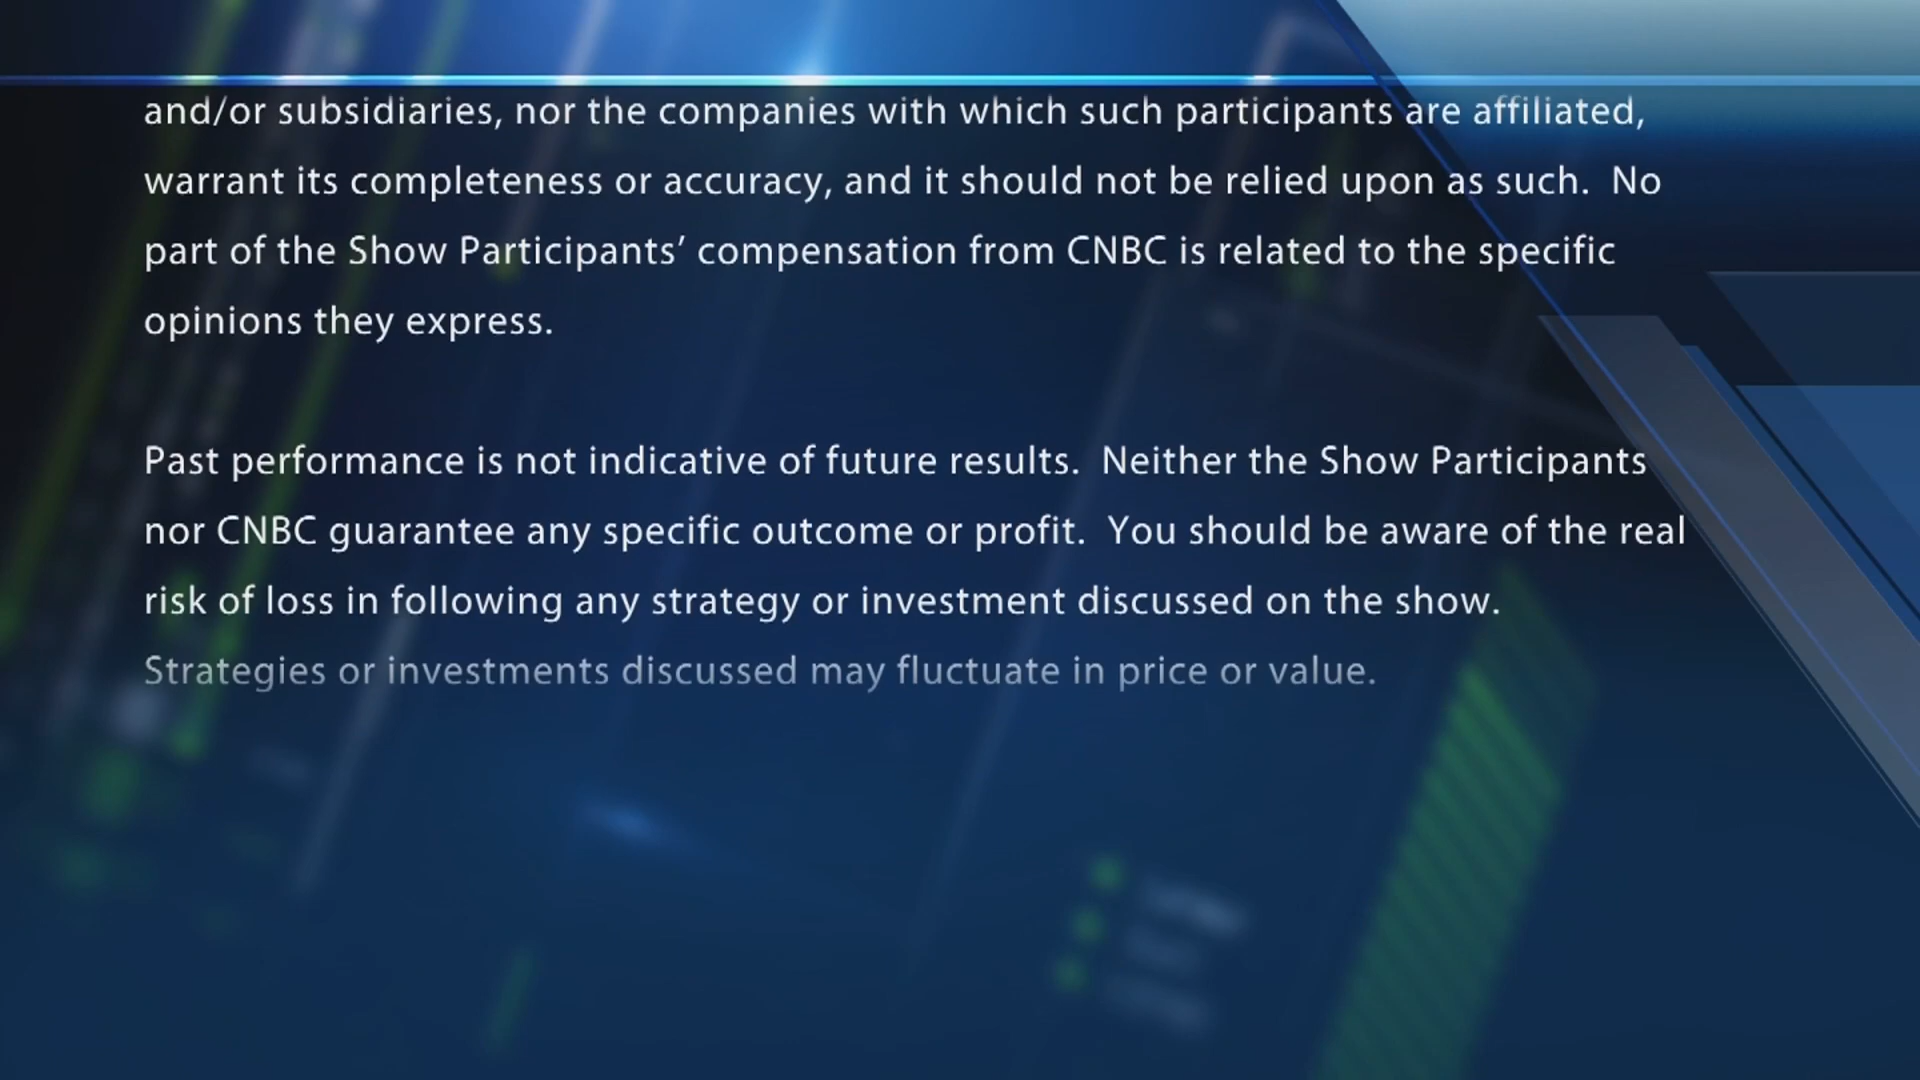 and/or subsidiaries, nor the companies with which such participants are affiliated,
warrant its completeness or accuracy, and it should not be relied upon as such.  No
part of the Show Participants’ compensation from CNBC is related to the specific
opinions they express.
Past performance is not indicative of future results.  Neither the Show Participants
nor CNBC guarantee any specific outcome or profit.  You should be aware of the real
risk of loss in following any strategy or investment discussed on the show.
Strategies or investments discussed may fluctuate in price or value.